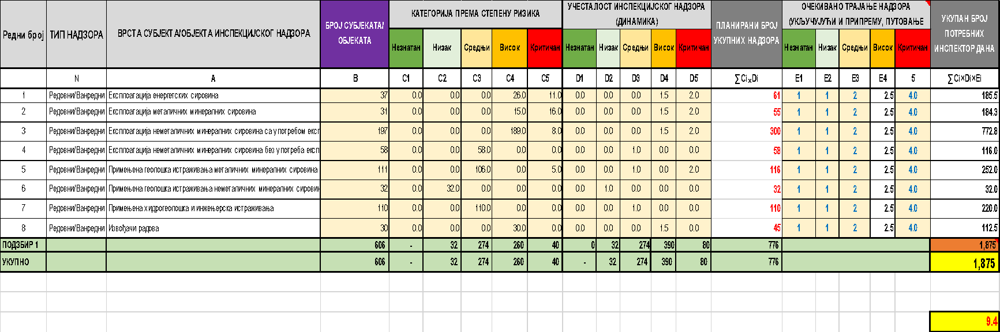 Редни број ТИП НАДЗОРА ВРСТА СУБЈЕКТА/ОБЈЕКТА ИНСПЕКЦИЈСКОГ НАДЗОРА БРОЈ СУБЈЕКАТА/ ОБЈЕКАТА КАТЕГОРИЈА ПРЕМА СТЕПЕНУ РИЗИКА УЧЕСТАЛОСТ ИНСПЕКЦИЈСКОГ НАДЗОРА (ДИНАМИКА) ПЛАНИРАНИ БРОЈ УКУПНИХ НАДЗОРА ОЧЕКИВАНО ТРАЈАЊЕ НАДЗОРА (УКЉУЧУЈУЋИ И ПРИПРЕМУ, ПУТОВАЊЕ УКУПАН БРОЈ ПОТРЕБНИХ ИНСПЕКТОР ДАНА
Незнатан Низак Средњи Висок Критичан Незнатан Низак Средњи Висок Критичан Незнатан Низак Средњи Висок Критичан
N A B C1 C2 C3 C4 C5 D1 D2 D3 D4 D5 ∑Ci×Di E1 E2 E3 E4 5 ∑Ci×Di×Ei
1 Редовни/Ванредни Експлоатација енергетских сировина 37 0.0 0.0 0.0 26.0 11.0 0.0 0.0 0.0 1.5 2.0 61 1 1 2 2.5 4.0 185.5
2 Редовни/Ванредни Експлоатација металичних минералних сировина 31 0.0 0.0 0.0 15.0 16.0 0.0 0.0 0.0 1.5 2.0 55 1 1 2 2.5 4.0 184.3
3 Редовни/Ванредни Експлоатација неметаличних минералних сировина са употребом експ 197 0.0 0.0 0.0 189.0 8.0 0.0 0.0 0.0 1.5 2.0 300 1 1 2 2.5 4.0 772.8
4 Редовни/Ванредни Експлоатација неметаличних минералних сировина без употреба експ 58 0.0 0.0 58.0 0.0 0.0 0.0 0.0 1.0 0.0 0.0 58 1 1 2 2.5 4.0 116.0
5 Редовни/Ванредни Примењена геолошка истраживања металичних минералних сировина 111 0.0 0.0 106.0 0.0 5.0 0.0 0.0 1.0 0.0 2.0 116 1 1 2 2.5 4.0 252.0
6 Редовни/Ванредни Примењена геолошка истраживања неметаличних минералних сировин 32 0.0 32.0 0.0 0.0 0.0 0.0 1.0 0.0 0.0 0.0 32 1 1 2 2.5 4.0 32.0
7 Редовни/Ванредни Примењена хидрогеолошка и инжењерска истраживања 110 0.0 0.0 110.0 0.0 0.0 0.0 0.0 1.0 0.0 0.0 110 1 1 2 2.5 4.0 220.0
8 Редовни/Ванредни Извођачи радова 30 0.0 0.0 0.0 30.0 0.0 0.0 0.0 0.0 1.5 0.0 45 1 1 2 2.5 4.0 112.5
ПОДЗБИР 1 606 - 32 274 260 40 0 32 274 390 80 776 1,875
УКУПНО 606 - 32 274 260 40 - 32 274 390 80 776 1,875
9.4